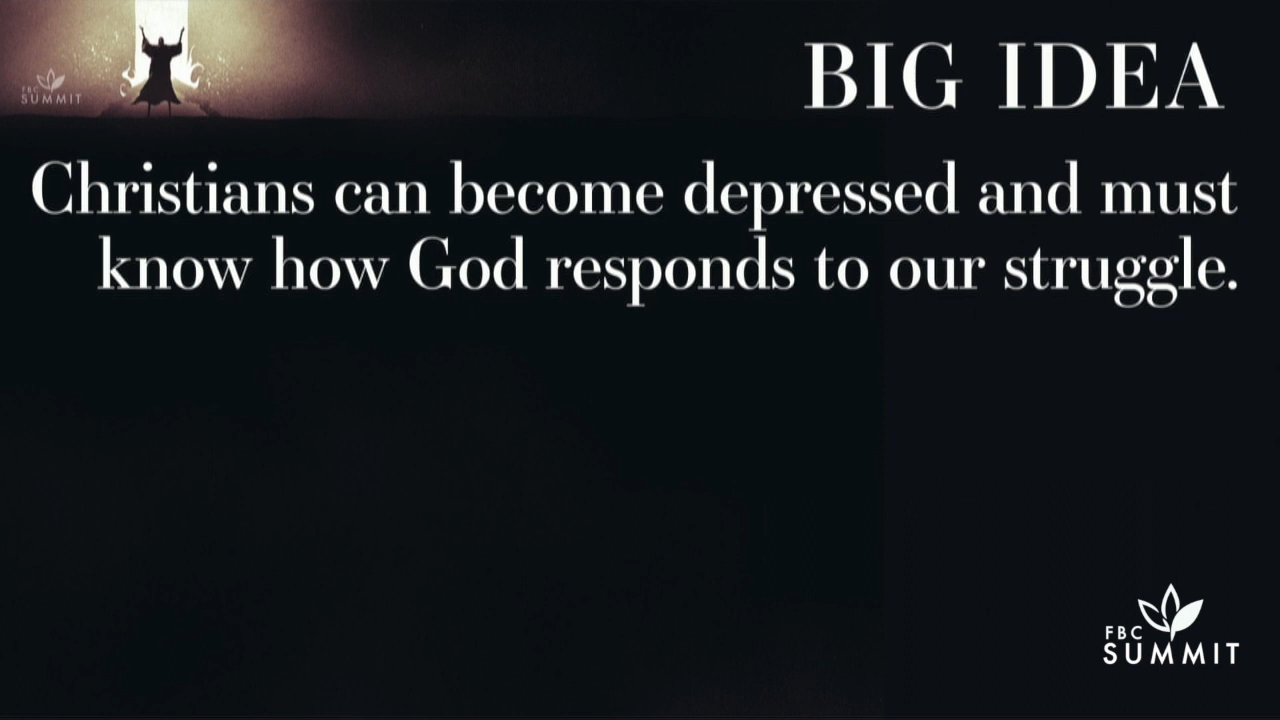 BIG IDEA
FBC
SUMMIT
Christians can become depressed and must
know how God responds to our struggle.
FBC
SUMMIT